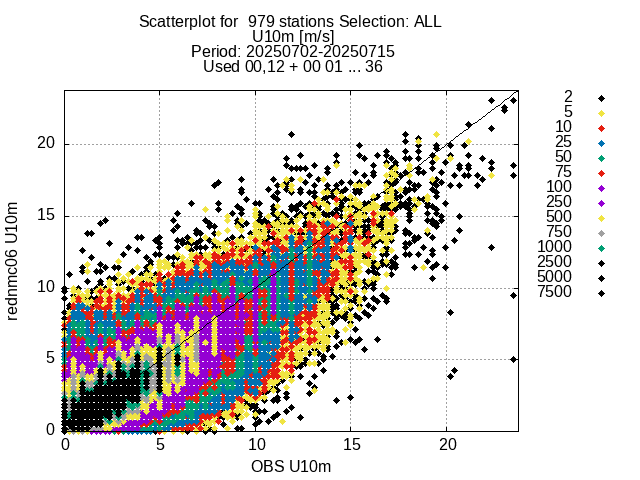 Scatterplot for  979 stations Selection: ALL
U10m [m/s]
Period: 20250702-20250715
Used 00,12 + 00 01 ... 36
2
5
10
25
50
75
100
250
500
750
1000
2500
5000
7500
20
15
10
5
0
rednmc06 U10m
0 5 10 15 20
OBS U10m